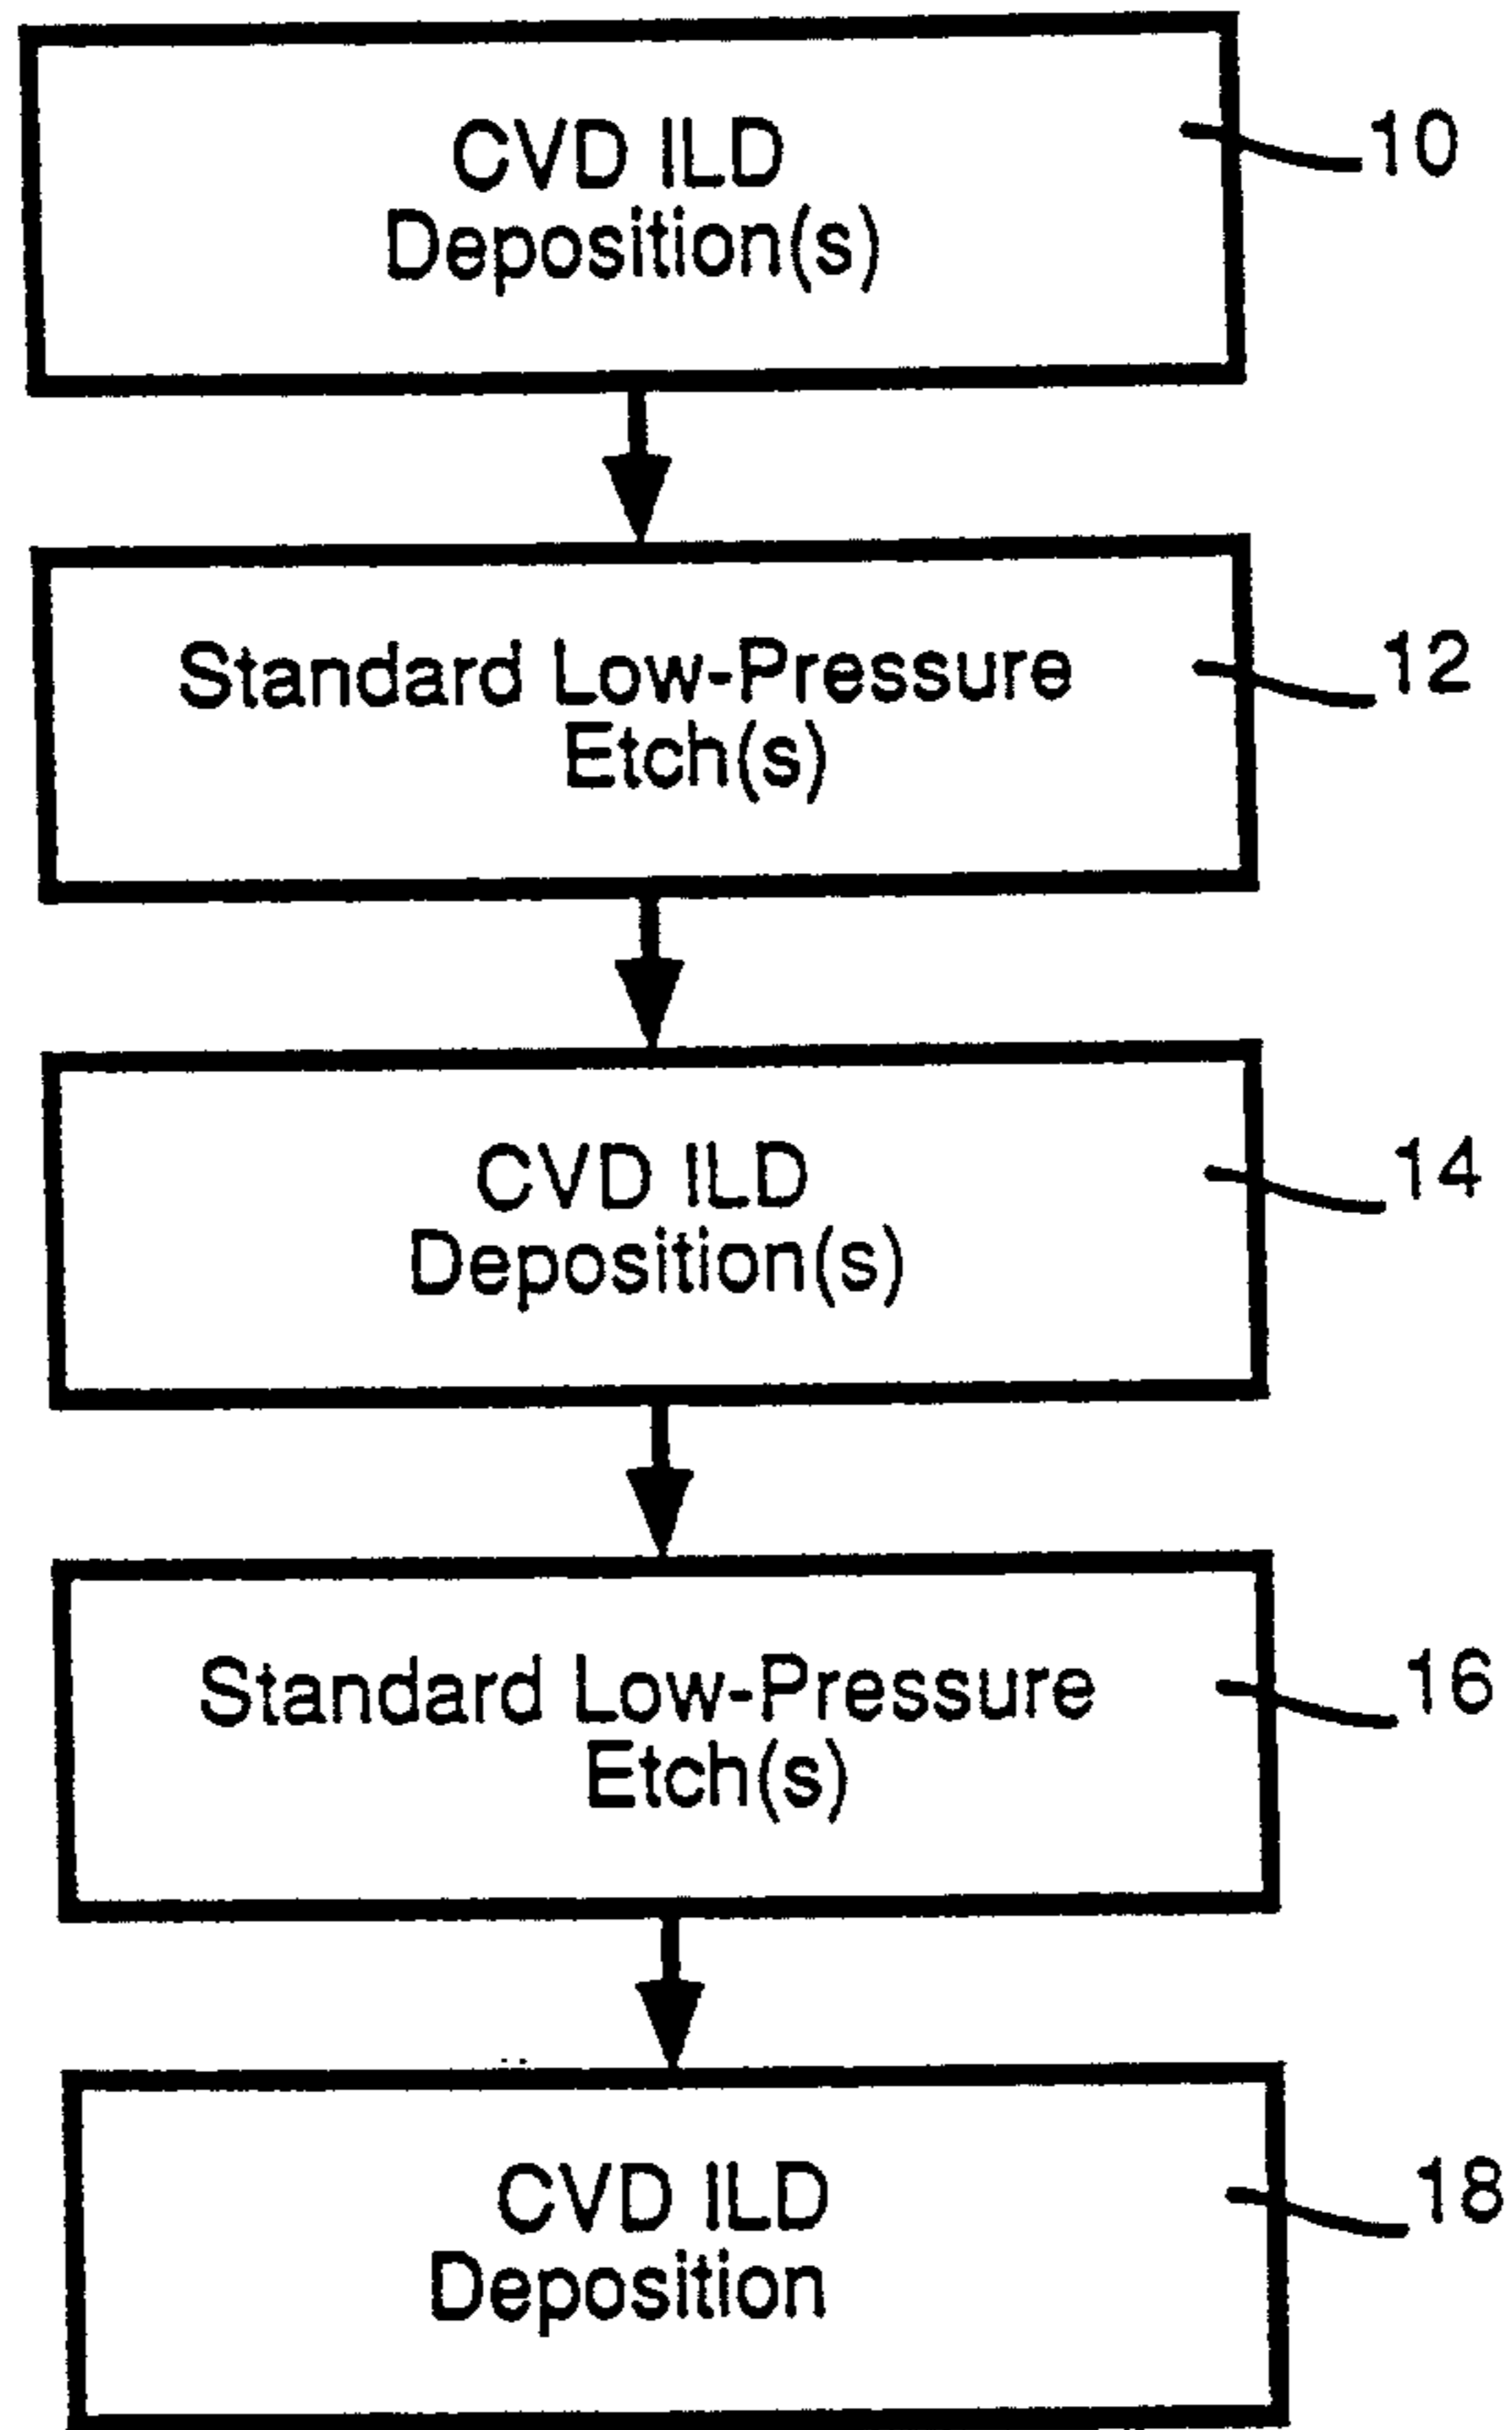 CVD ILD
Deposition(s)
10
Standard Low-Pressure
Etch(s)
12
CVD ILD
Deposition(s)
14
Standard Low-Pressure
Etch(s)
16
CVD ILD
Deposition
18